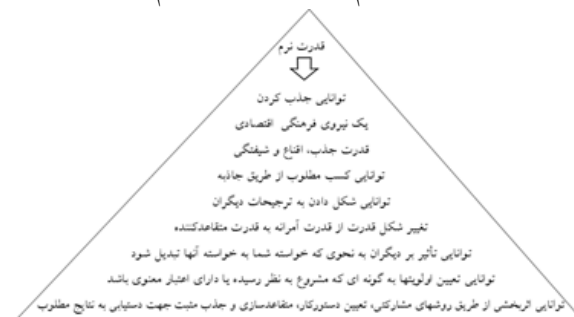 قدرت نرم
توانایی جذب کردن
یک نیروی فرهنگی اقتصادی
قدرت جذب، اقناع و شیفتگی
توانایی کسب مطلوب از طریق جاذبه
توانایی شکل دادن به ترجیحات دیگران
تغییر شکل قدرت از قدرت آمرانه به قدرت متقاعدکننده
توانایی تأثیر بر دیگران به نحوی که خواسته شما به خواسته آنها تبدیل شود
توانایی تعیین اولویتها به گونه ای که مشروع به نظر رسیده یا دارای اعتبار معنوی باشد
توانایی اثربخشی از طریق روشهای مشارکتی، تعیین دستورکار، متقاعدسازی و جذب مثبت جهت دستیابی به نتایج مطلوب